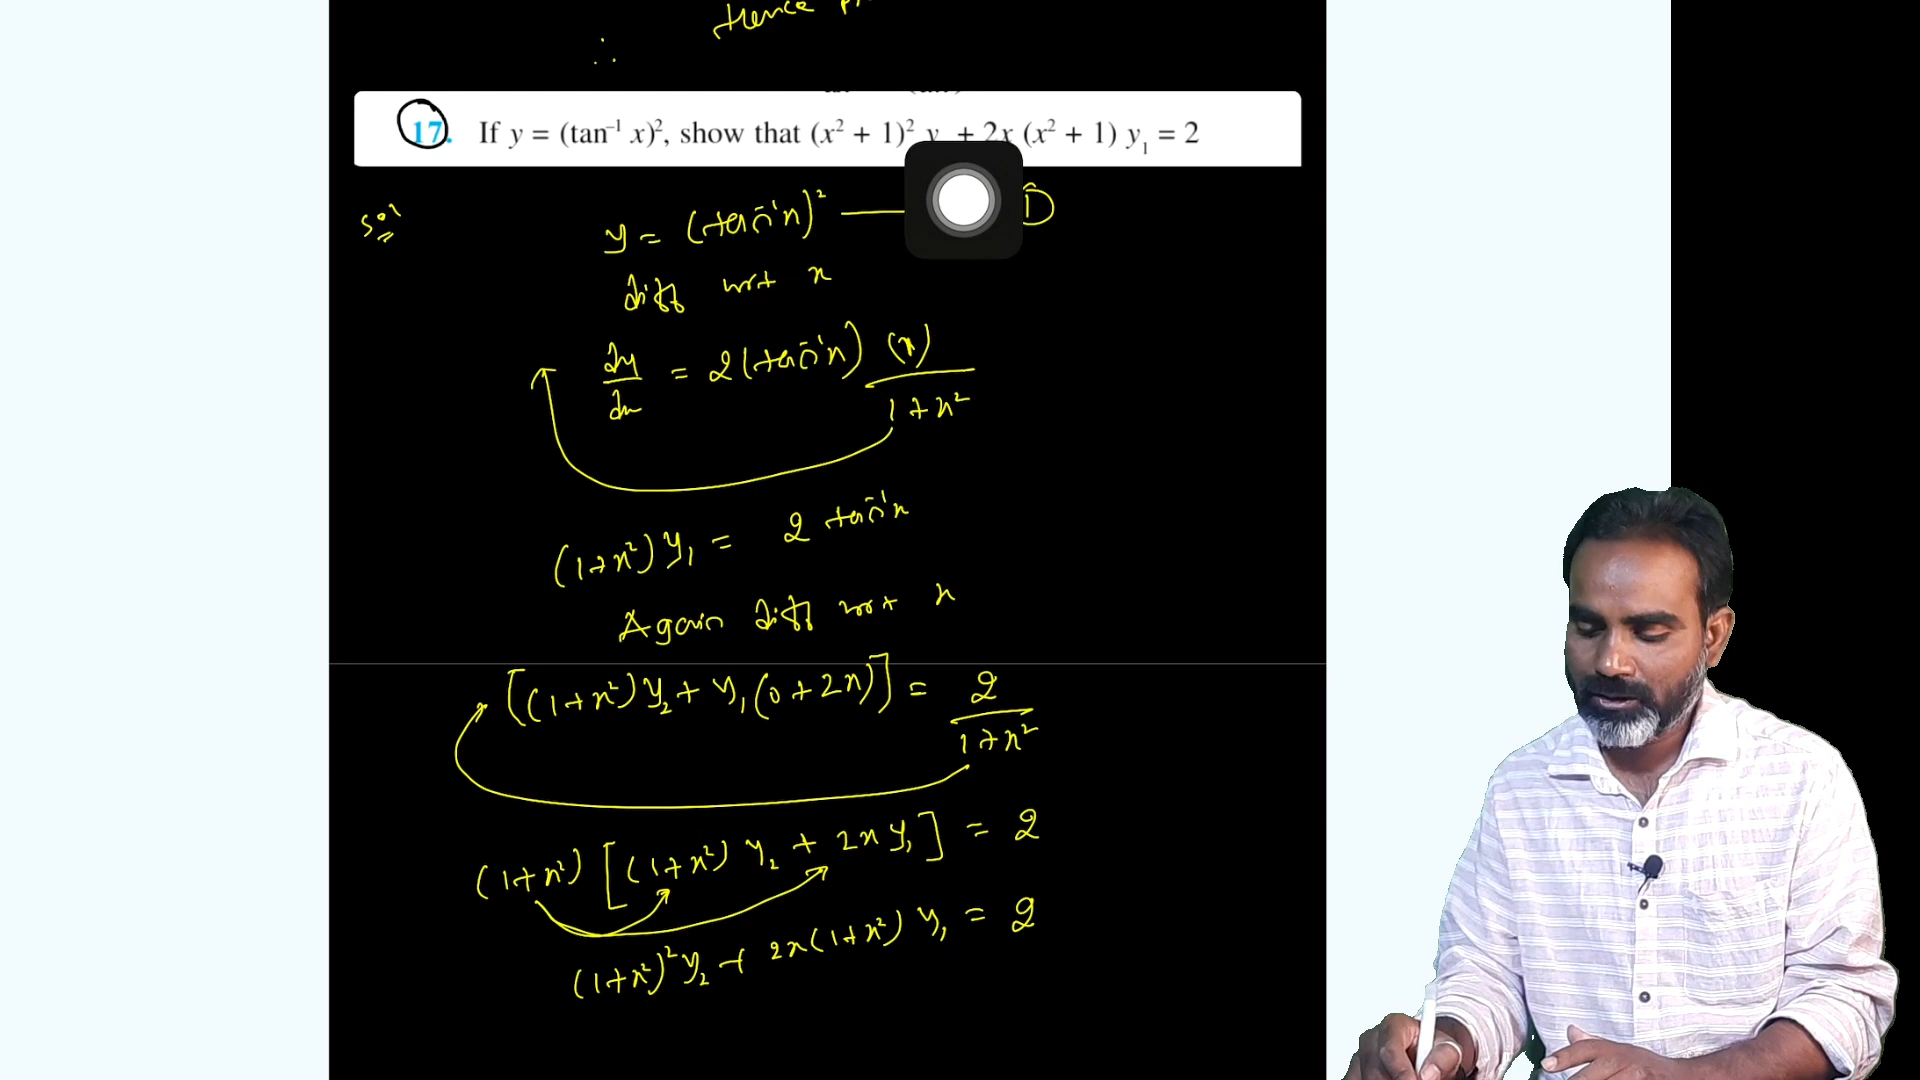 Hence
∴
17. If y = (tan⁻¹ x)², show that (x² + 1)² y + 2x (x² + 1) y₁ = 2
Sol
y = (tan⁻¹x)² — ①
diff wrt x
dy/dx = 2(tan⁻¹x) (1)/(1+x²)
(1+x²) y₁ = 2 tan⁻¹x
Again diff wrt x
[(1+x²) y₂ + y₁ (0 + 2x)] = 2/(1+x²)
(1+x²) [(1+x²) y₂ + 2x y₁] = 2
(1+x²)² y₂ + 2x(1+x²) y₁ = 2